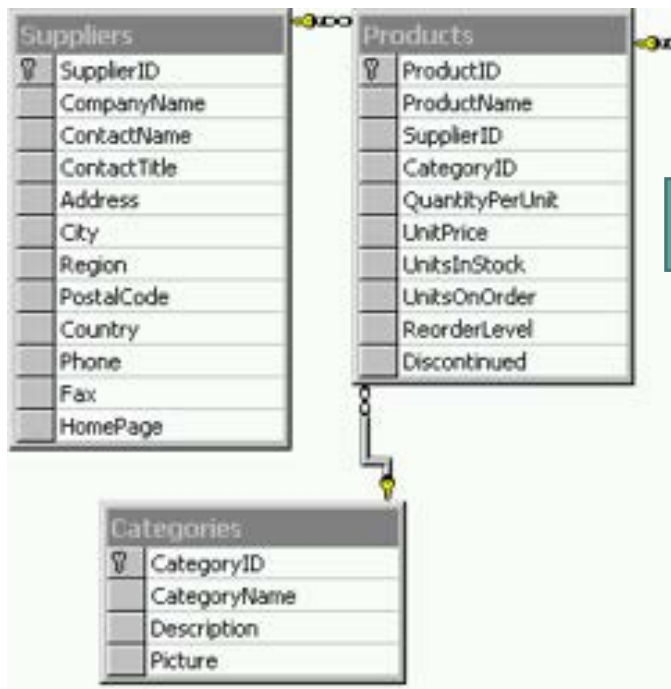 Suppliers
SupplierID
CompanyName
ContactName
ContactTitle
Address
City
Region
PostalCode
Country
Phone
Fax
HomePage
Products
ProductID
ProductName
SupplierID
CategoryID
QuantityPerUnit
UnitPrice
UnitsInStock
UnitsOnOrder
ReorderLevel
Discontinued
Categories
CategoryID
CategoryName
Description
Picture